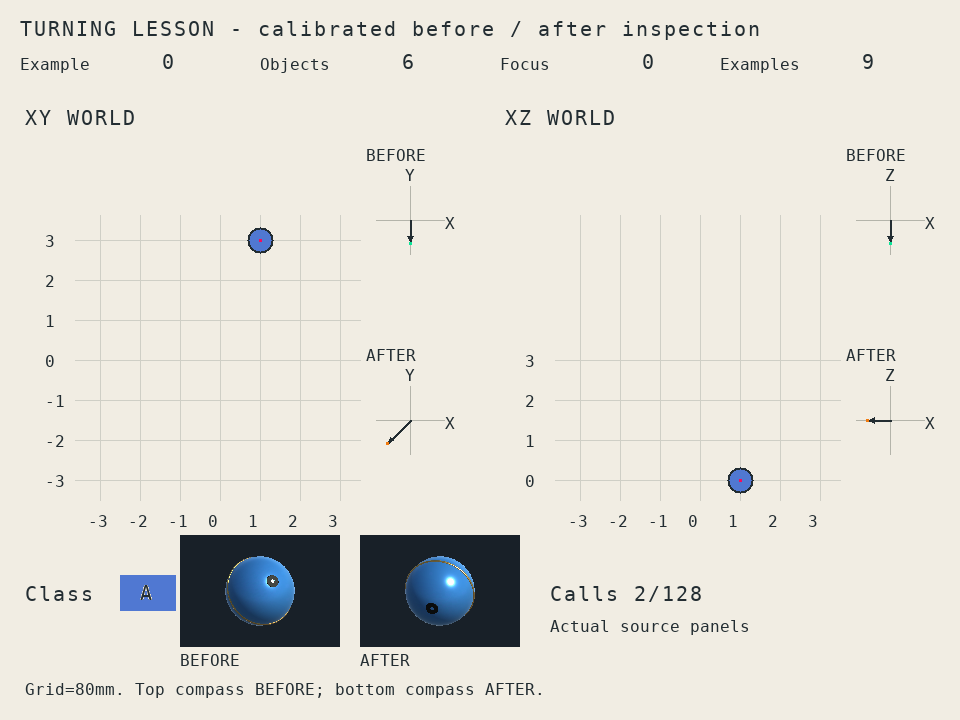 TURNING LESSON - calibrated before / after inspection
Example 0 Objects 6 Focus 0 Examples 9
XY WORLD XZ WORLD
BEFORE BEFORE
Y Z
X X
3
2
1
0 3
-1 2
-2 1
-3 0
AFTER AFTER
Y Z
X X
-3 -2 -1 0 1 2 3 -3 -2 -1 0 1 2 3
Class A Calls 2/128
Actual source panels
BEFORE AFTER
Grid=80mm. Top compass BEFORE; bottom compass AFTER.